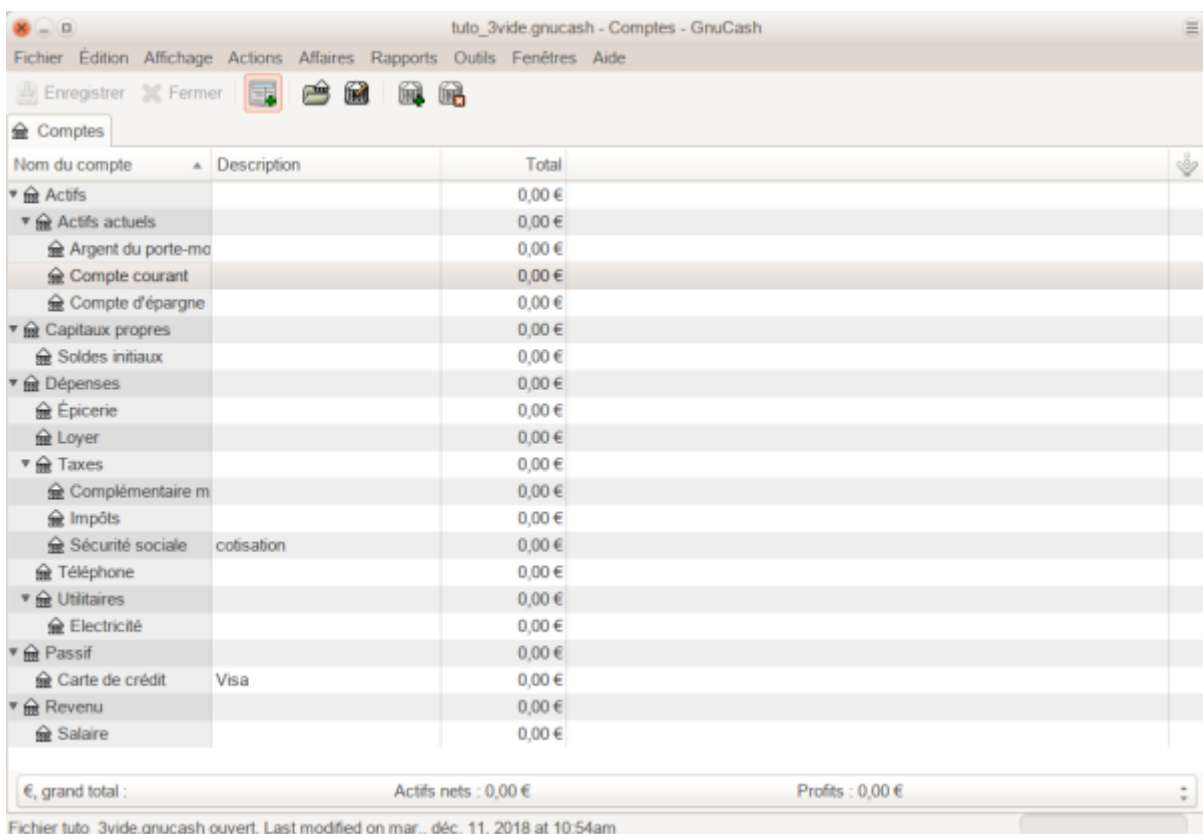 tuto_3vide.gnucash - Comptes - GnuCash
Fichier Édition Affichage Actions Affaires Rapports Outils Fenêtres Aide
Enregistrer Fermer
Comptes
Nom du compte Description Total
Actifs 0,00 €
Actifs actuels 0,00 €
Argent du porte-mo 0,00 €
Compte courant 0,00 €
Compte d'épargne 0,00 €
Capitaux propres 0,00 €
Soldes initiaux 0,00 €
Dépenses 0,00 €
Épicerie 0,00 €
Loyer 0,00 €
Taxes 0,00 €
Complémentaire m 0,00 €
Impôts 0,00 €
Sécurité sociale cotisation 0,00 €
Téléphone 0,00 €
Utilitaires 0,00 €
Electricité 0,00 €
Passif 0,00 €
Carte de crédit Visa 0,00 €
Revenu 0,00 €
Salaire 0,00 €
€, grand total : Actifs nets : 0,00 € Profits : 0,00 €
Fichier tuto_3vide.gnucash ouvert. Last modified on mar., déc. 11, 2018 at 10:54am